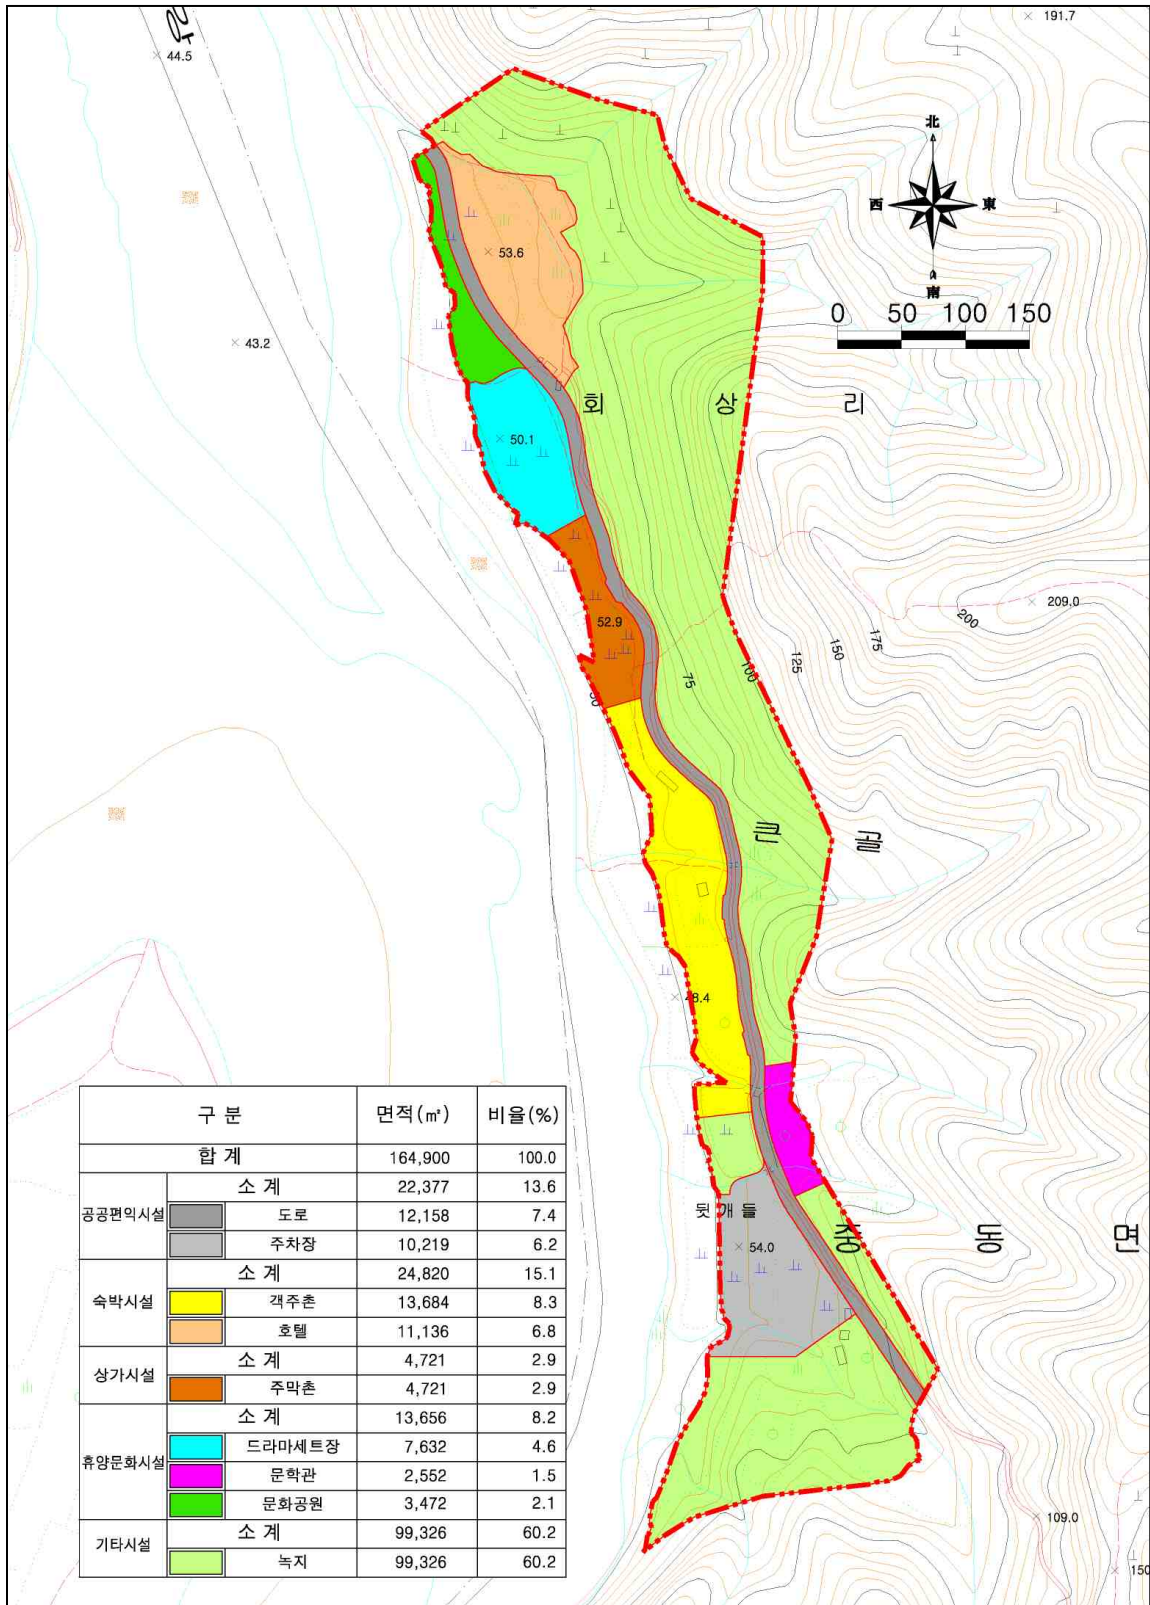 강
44.5
191.7
北
西 東
南
53.6
0 50 100 150
43.2
회 상 리
50.1
209.0
200
52.9
175
150
125
100
75
큰 골
48.4
뒷 개 들
54.0
중 동 면
109.0
150
구 분 면적(㎡) 비율(%)
합 계 164,900 100.0
공공편익시설 소 계 22,377 13.6
도로 12,158 7.4
주차장 10,219 6.2
숙박시설 소 계 24,820 15.1
객주촌 13,684 8.3
호텔 11,136 6.8
상가시설 소 계 4,721 2.9
주막촌 4,721 2.9
휴양문화시설 소 계 13,656 8.2
드라마세트장 7,632 4.6
문학관 2,552 1.5
문화공원 3,472 2.1
기타시설 소 계 99,326 60.2
녹지 99,326 60.2